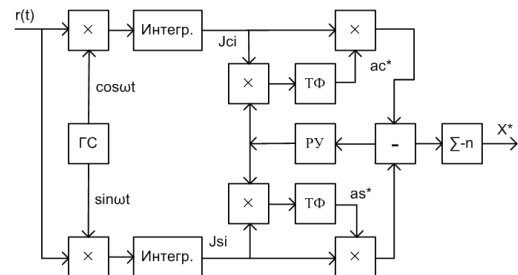 r(t)
×
Интегр.
Jci
×
×
ТФ
ac*
cosωt
ГС
РУ
-
∑-n
X*
sinωt
×
ТФ
as*
×
Интегр.
Jsi
×